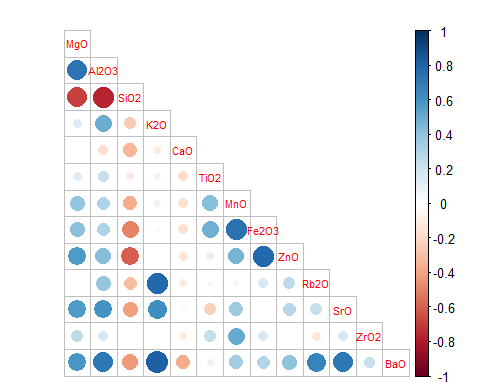 MgO
Al2O3
SiO2
K2O
CaO
TiO2
MnO
Fe2O3
ZnO
Rb2O
SrO
ZrO2
BaO
1
0.8
0.6
0.4
0.2
0
-0.2
-0.4
-0.6
-0.8
-1